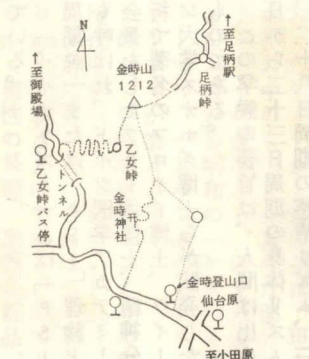 N
↑至足柄駅
足柄峠
金時山
1212
↑至御殿場
乙女峠
トンネル
乙女峠バス停
金時神社
金時登山口
仙台原
至小田原